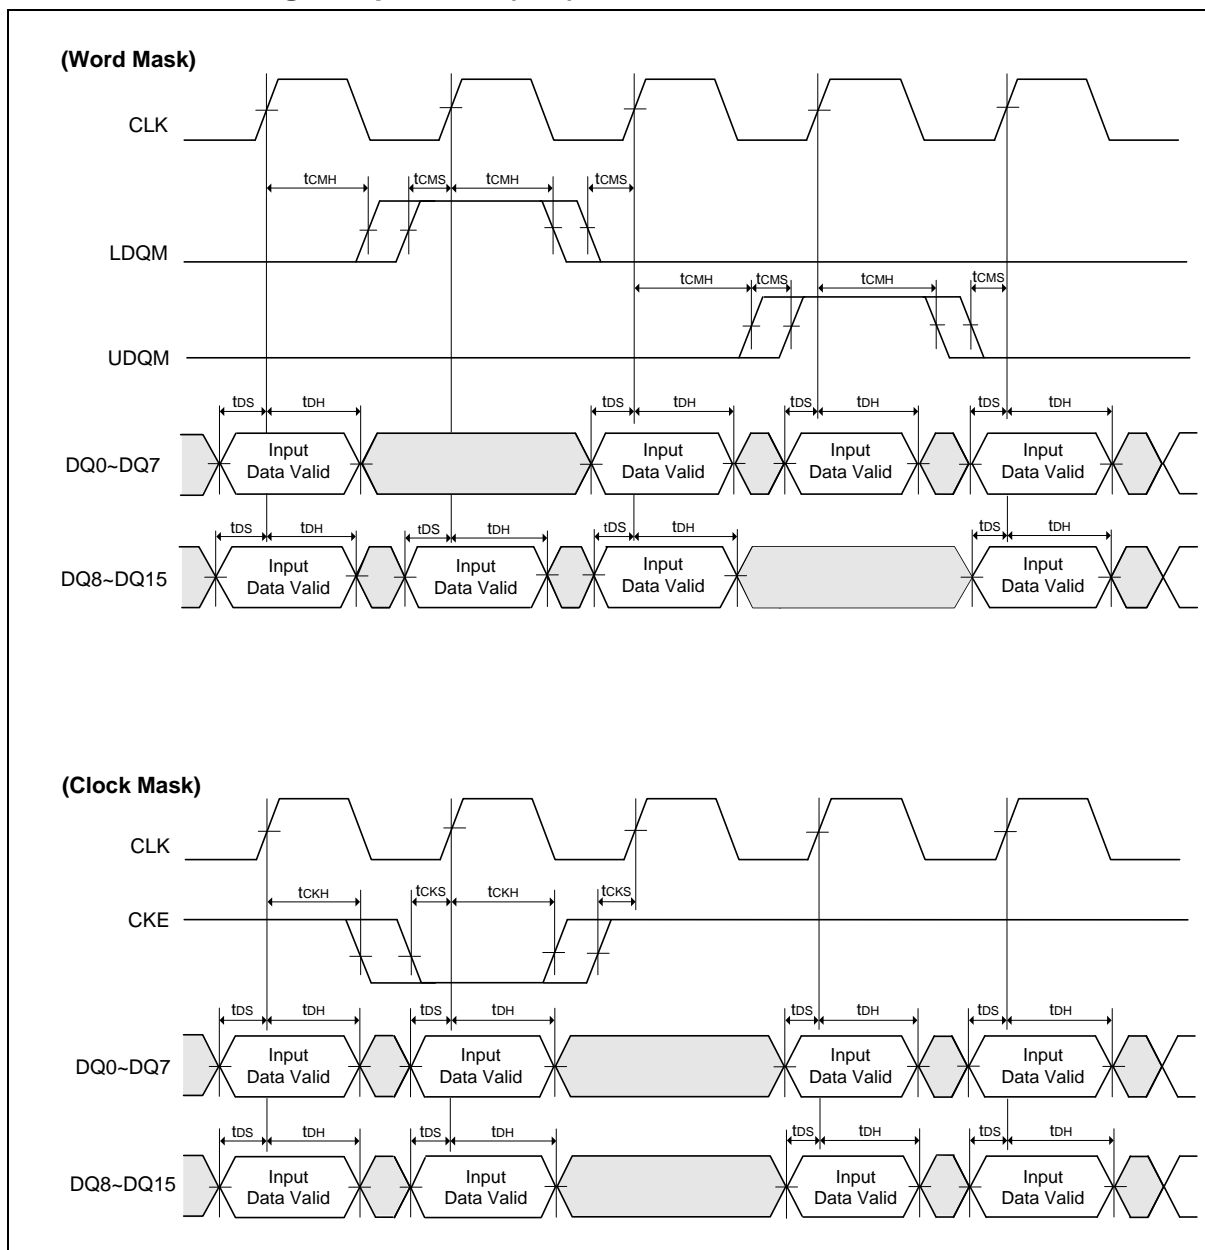 (Word Mask)
CLK
tCMH tCMS tCMH tCMS
LDQM
tCMH tCMS tCMH tCMS
UDQM
tDS tDH tDS tDH tDS tDH tDS tDH
DQ0~DQ7 Input Data Valid Input Data Valid Input Data Valid Input Data Valid
tDS tDH tDS tDH tDS tDH tDS tDH
DQ8~DQ15 Input Data Valid Input Data Valid Input Data Valid Input Data Valid
(Clock Mask)
CLK
tCKH tCKS tCKH tCKS
CKE
tDS tDH tDS tDH tDS tDH tDS tDH
DQ0~DQ7 Input Data Valid Input Data Valid Input Data Valid Input Data Valid
tDS tDH tDS tDH tDS tDH tDS tDH
DQ8~DQ15 Input Data Valid Input Data Valid Input Data Valid Input Data Valid